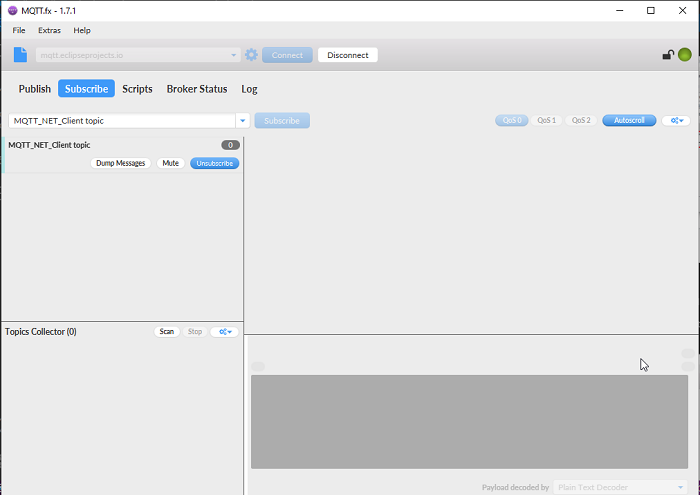 MQTT.fx - 1.7.1
File Extras Help
mqtt.eclipseprojects.io Connect Disconnect
Publish Subscribe Scripts Broker Status Log
MQTT_NET_Client topic Subscribe QoS 0 QoS 1 QoS 2 Autoscroll
MQTT_NET_Client topic 0
Dump Messages Mute Unsubscribe
Topics Collector (0) Scan Stop
Payload decoded by Plain Text Decoder